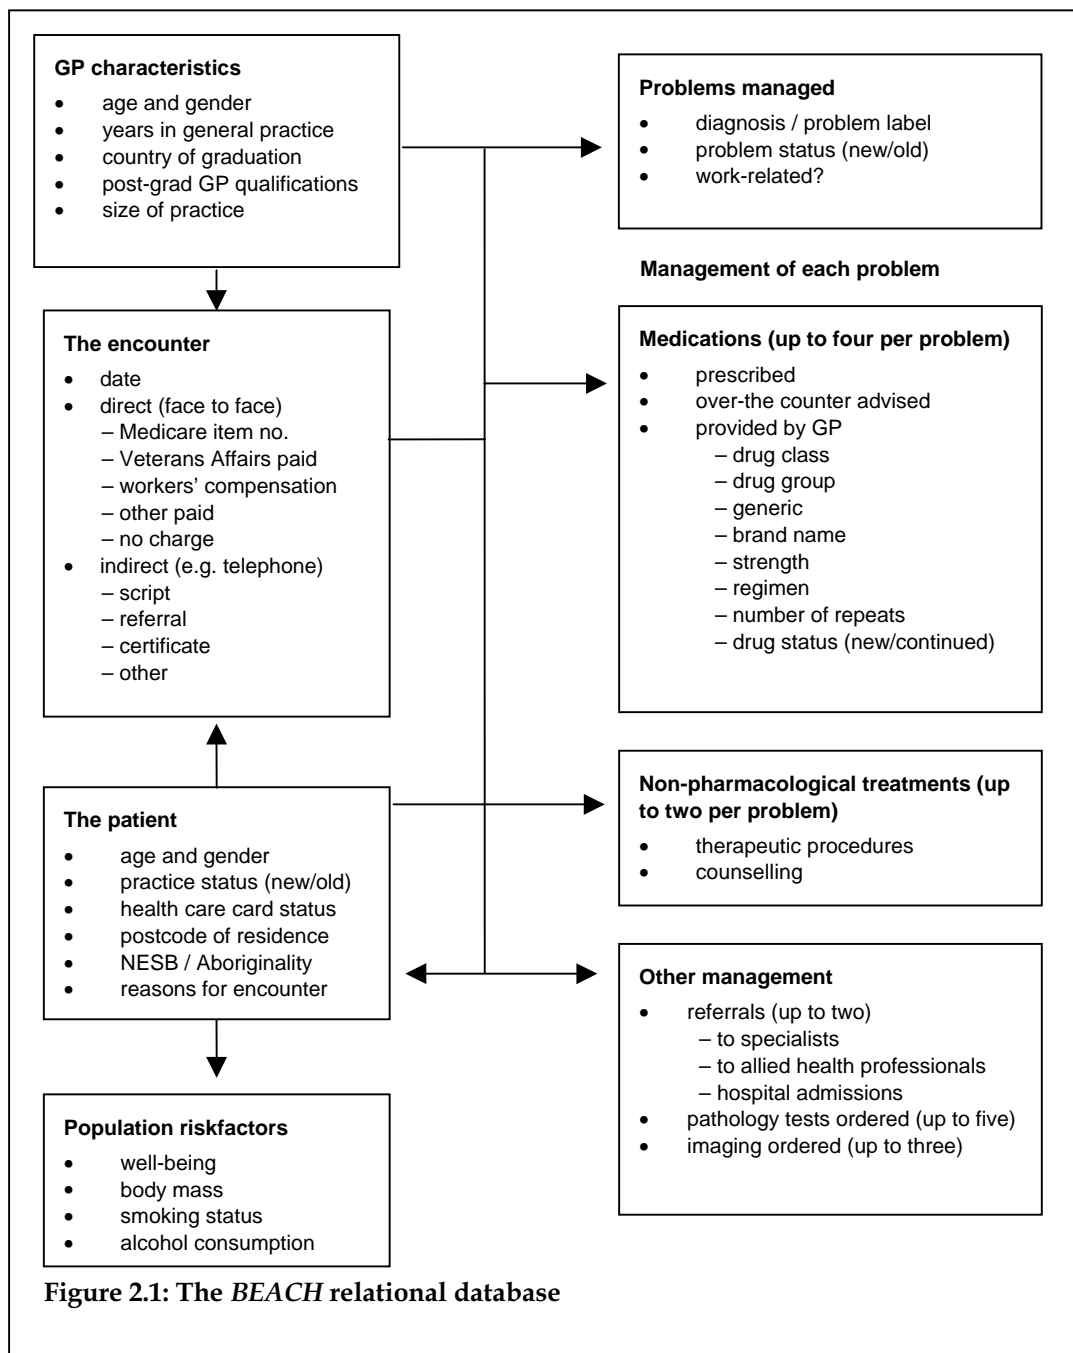 GP characteristics
• age and gender
• years in general practice
• country of graduation
• post-grad GP qualifications
• size of practice
The encounter
• date
• direct (face to face)
– Medicare item no.
– Veterans Affairs paid
– workers’ compensation
– other paid
– no charge
• indirect (e.g. telephone)
– script
– referral
– certificate
– other
The patient
• age and gender
• practice status (new/old)
• health care card status
• postcode of residence
• NESB / Aboriginality
• reasons for encounter
Population riskfactors
• well-being
• body mass
• smoking status
• alcohol consumption
Problems managed
• diagnosis / problem label
• problem status (new/old)
• work-related?
Management of each problem
Medications (up to four per problem)
• prescribed
• over-the counter advised
• provided by GP
– drug class
– drug group
– generic
– brand name
– strength
– regimen
– number of repeats
– drug status (new/continued)
Non-pharmacological treatments (up
to two per problem)
• therapeutic procedures
• counselling
Other management
• referrals (up to two)
– to specialists
– to allied health professionals
– hospital admissions
• pathology tests ordered (up to five)
• imaging ordered (up to three)
Figure 2.1: The BEACH relational database